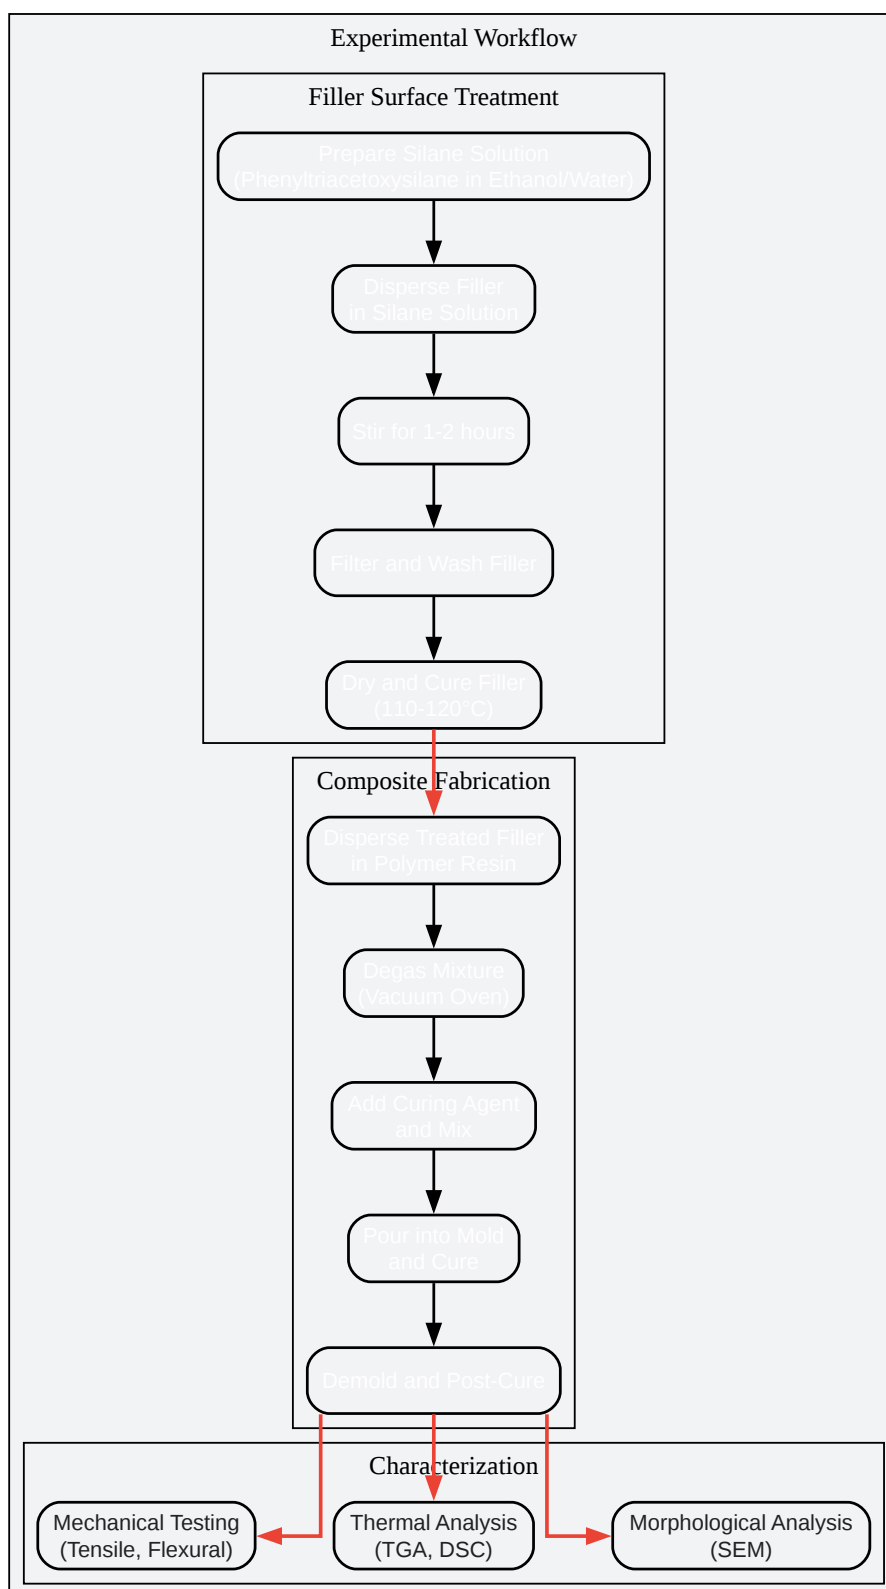 Experimental Workflow
Filler Surface Treatment
Prepare Silane Solution
(Phenyltriacetoxysilane in Ethanol/Water)
Disperse Filler
in Silane Solution
Stir for 1-2 hours
Filter and Wash Filler
Dry and Cure Filler
(110-120°C)
Composite Fabrication
Disperse Treated Filler
in Polymer Resin
Degas Mixture
(Vacuum Oven)
Add Curing Agent
and Mix
Pour into Mold
and Cure
Demold and Post-Cure
Characterization
Mechanical Testing
(Tensile, Flexural)
Thermal Analysis
(TGA, DSC)
Morphological Analysis
(SEM)